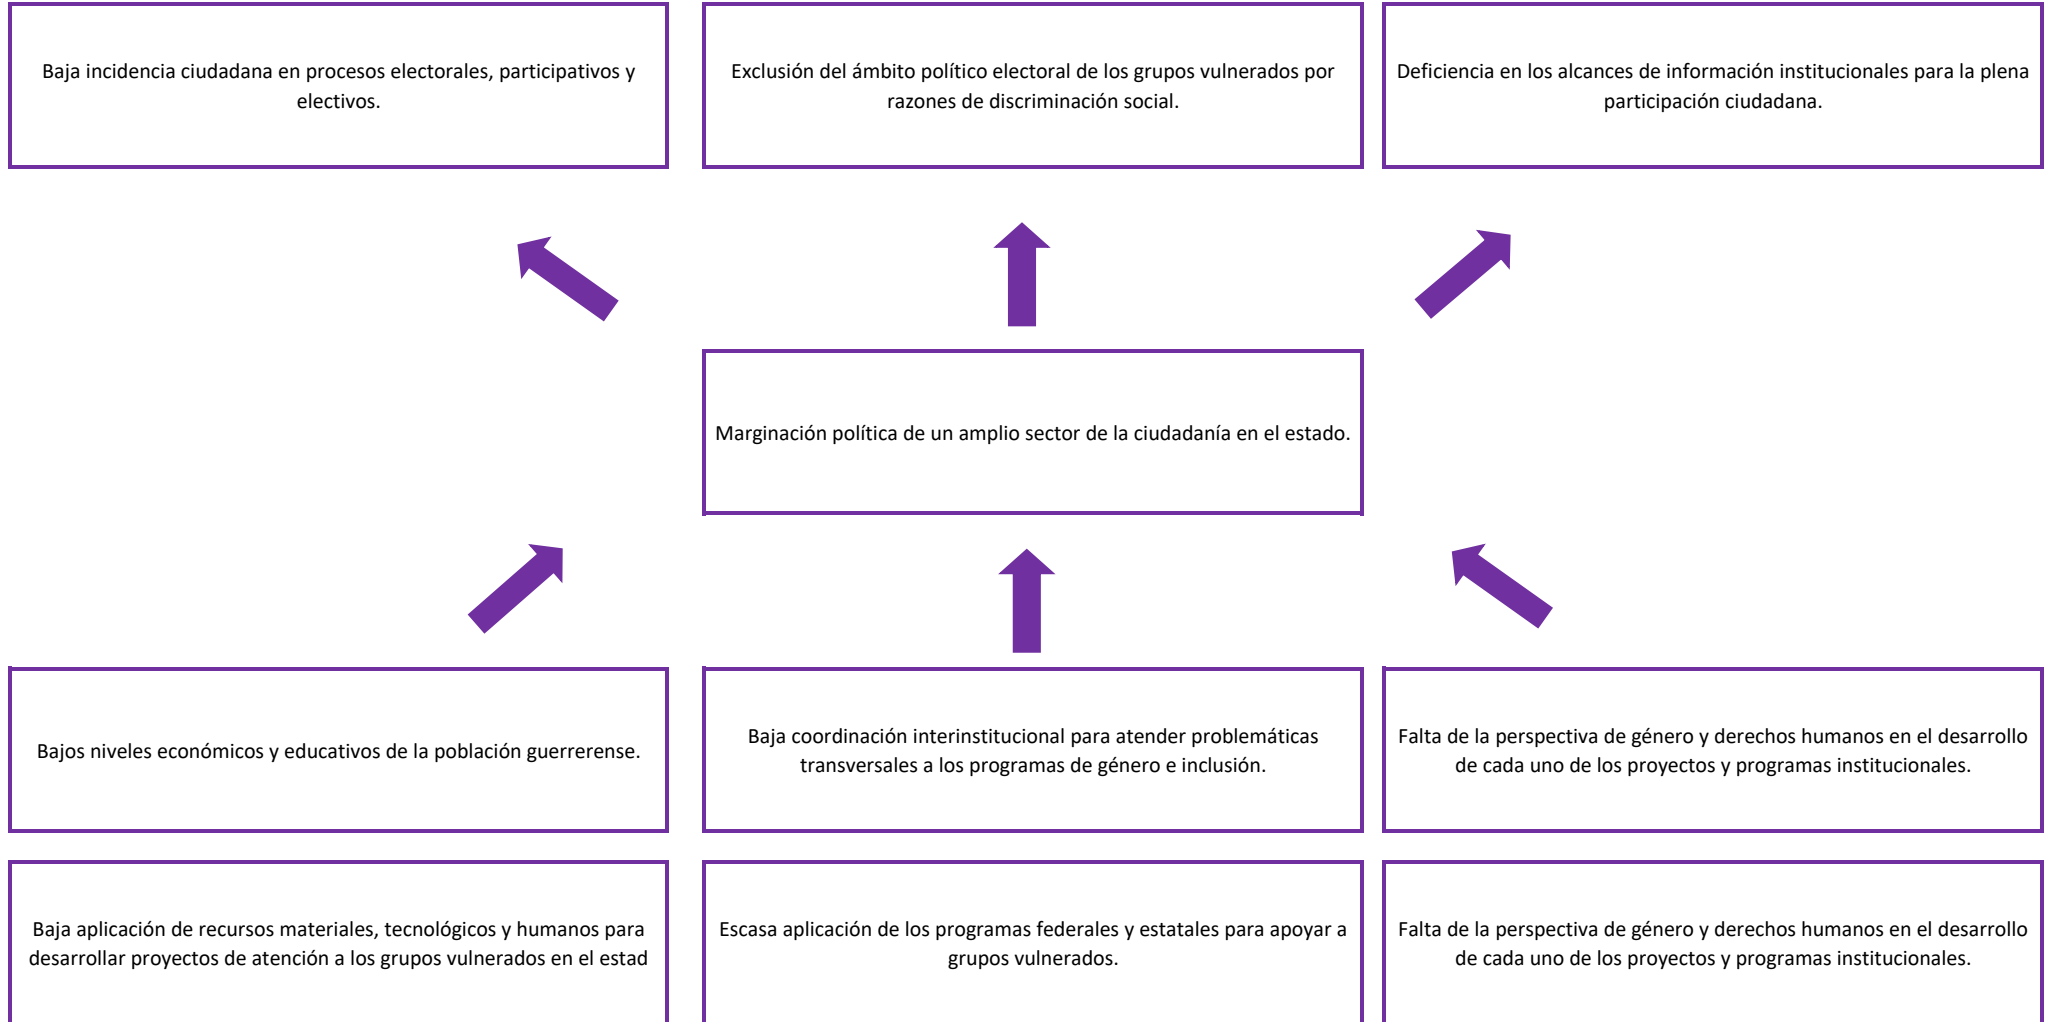 Baja incidencia ciudadana en procesos electorales, participativos y
electivos.
Exclusión del ámbito político electoral de los grupos vulnerados por
razones de discriminación social.
Deficiencia en los alcances de información institucionales para la plena
participación ciudadana.
Marginación política de un amplio sector de la ciudadanía en el estado.
Bajos niveles económicos y educativos de la población guerrerense.
Baja coordinación interinstitucional para atender problemáticas
transversales a los programas de género e inclusión.
Falta de la perspectiva de género y derechos humanos en el desarrollo
de cada uno de los proyectos y programas institucionales.
Baja aplicación de recursos materiales, tecnológicos y humanos para
desarrollar proyectos de atención a los grupos vulnerados en el estad
Escasa aplicación de los programas federales y estatales para apoyar a
grupos vulnerados.
Falta de la perspectiva de género y derechos humanos en el desarrollo
de cada uno de los proyectos y programas institucionales.